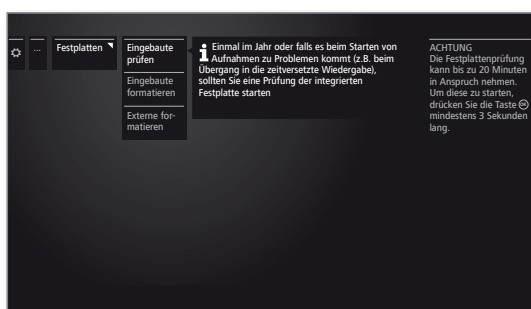 ...
Festplatten
Eingebaute
prüfen
Eingebaute
formatieren
Externe for-
matieren
Einmal im Jahr oder falls es beim Starten von
Aufnahmen zu Problemen kommt (z.B. beim
Übergang in die zeitversetzte Wiedergabe),
sollten Sie eine Prüfung der integrierten
Festplatte starten
ACHTUNG
Die Festplattenprüfung
kann bis zu 20 Minuten
in Anspruch nehmen.
Um diese zu starten,
drücken Sie die Taste OK
mindestens 3 Sekunden
lang.